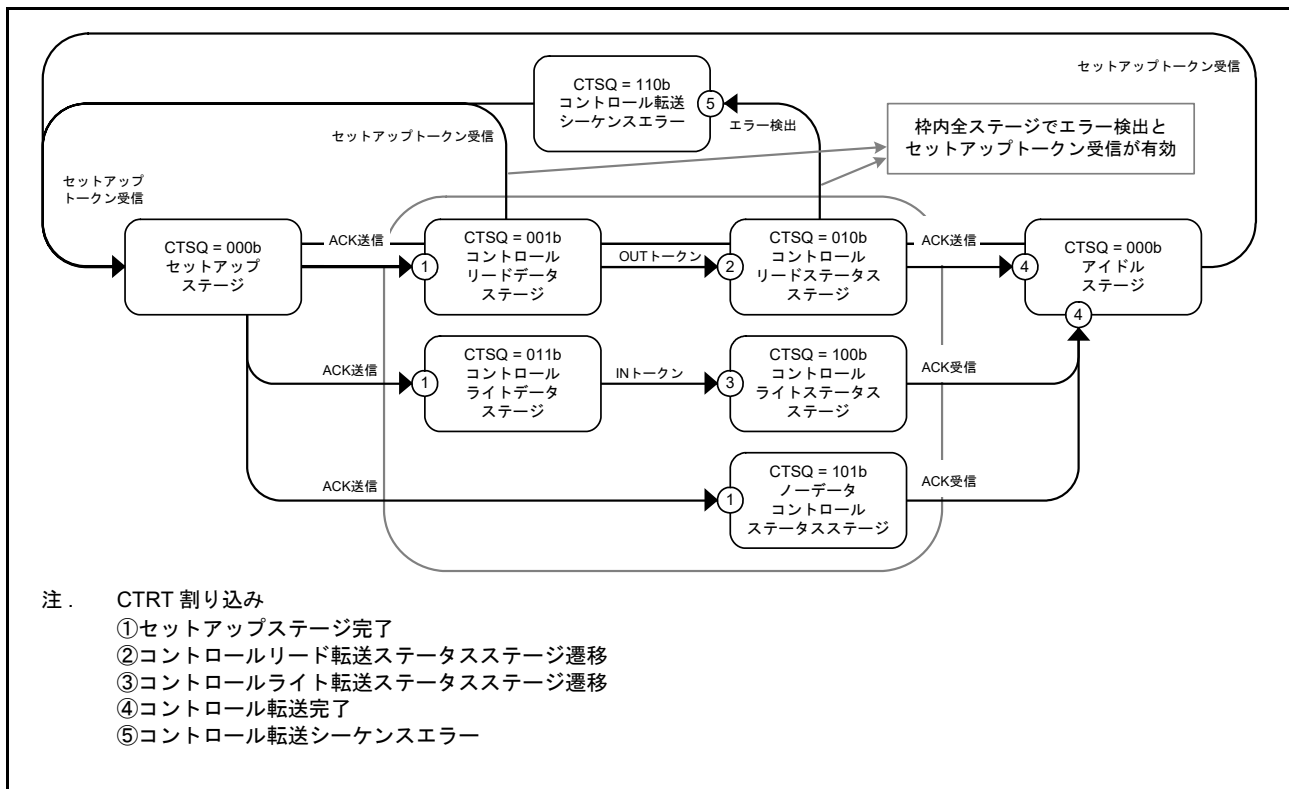 セットアップトークン受信
CTSQ = 110b
コントロール転送
シーケンスエラー
5
エラー検出
セットアップトークン受信
枠内全ステージでエラー検出と
セットアップトークン受信が有効
セットアップ
トークン受信
CTSQ = 000b
セットアップ
ステージ
ACK送信
1
CTSQ = 001b
コントロール
リードデータ
ステージ
OUTトークン
2
CTSQ = 010b
コントロール
リードステータス
ステージ
ACK送信
4
CTSQ = 000b
アイドル
ステージ
4
ACK送信
1
CTSQ = 011b
コントロール
ライトデータ
ステージ
INトークン
3
CTSQ = 100b
コントロール
ライトステータス
ステージ
ACK受信
ACK送信
1
CTSQ = 101b
ノーデータ
コントロール
ステータスステージ
ACK受信
注. CTRT 割り込み
①セットアップステージ完了
②コントロールリード転送ステータスステージ遷移
③コントロールライト転送ステータスステージ遷移
④コントロール転送完了
⑤コントロール転送シーケンスエラー